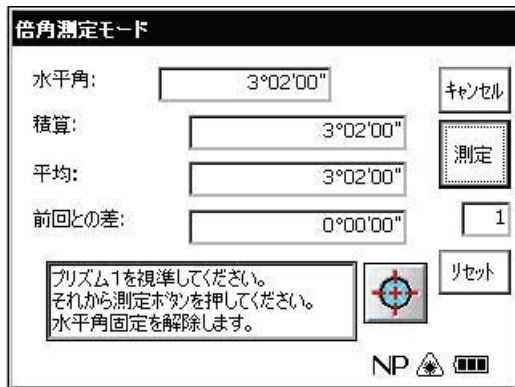 倍角測定モード
水平角: 3°02'00"
ｷｬﾝｾﾙ
積算: 3°02'00"
測定
平均: 3°02'00"
前回との差: 0°00'00"
1
ﾘｾｯﾄ
プリズム1を視準してください。
それから測定ﾎﾞﾀﾝを押してください。
水平角固定を解除します。
NP